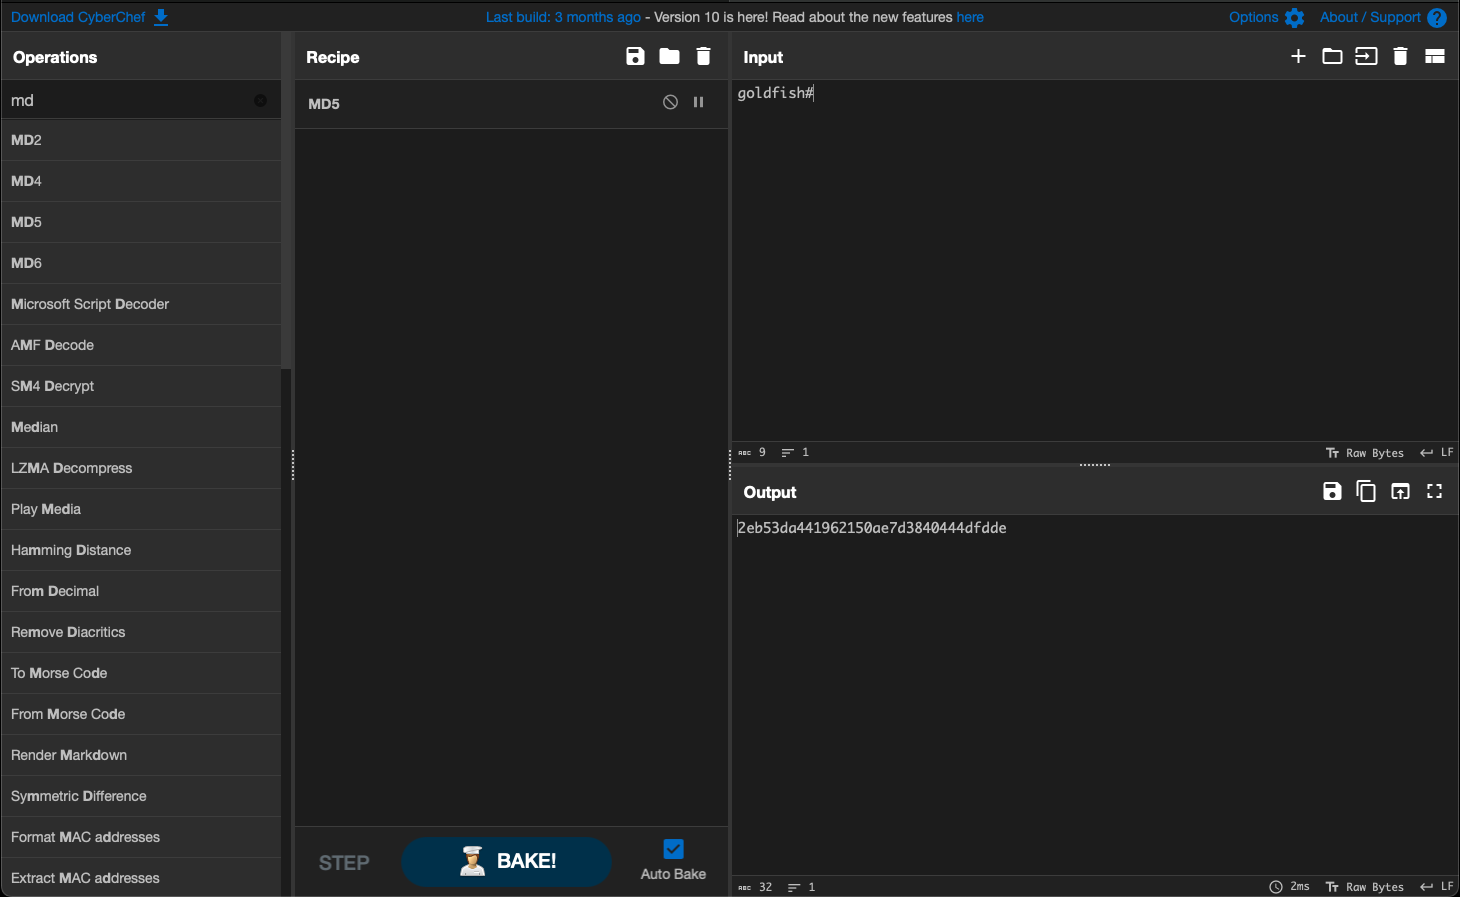 Download CyberChef
Last build: 3 months ago - Version 10 is here! Read about the new features here
Options
About / Support
Operations
md
MD2
MD4
MD5
MD6
Microsoft Script Decoder
AMF Decode
SM4 Decrypt
Median
LZMA Decompress
Play Media
Hamming Distance
From Decimal
Remove Diacritics
To Morse Code
From Morse Code
Render Markdown
Symmetric Difference
Format MAC addresses
Extract MAC addresses
Recipe
MD5
STEP
BAKE!
Auto Bake
Input
goldfish#
ABC 9
1
Tт Raw Bytes
LF
Output
2eb53da441962150ae7d3840444dfdde
ABC 32
1
2ms
Tт Raw Bytes
LF